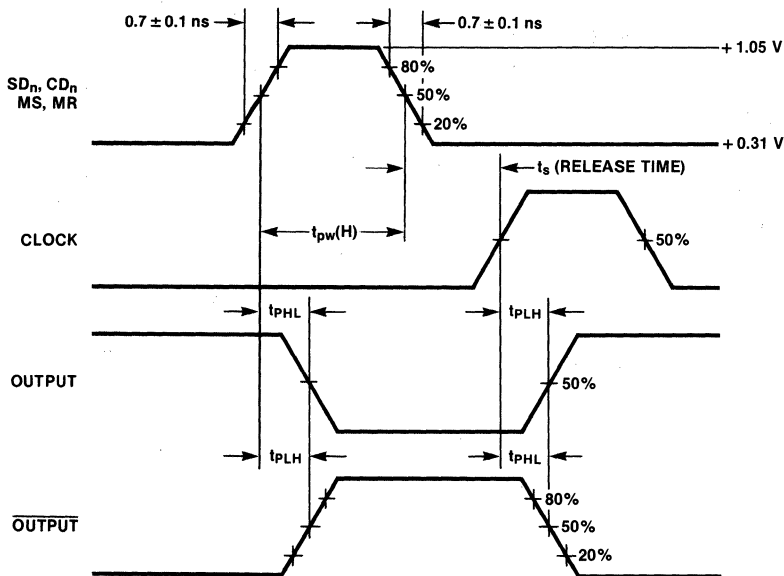 0.7 ± 0.1 ns
0.7 ± 0.1 ns
+ 1.05 V
SDn, CDn
MS, MR
80%
50%
20%
+ 0.31 V
ts (RELEASE TIME)
CLOCK
tpw(H)
50%
tPHL
tPLH
OUTPUT
50%
tPLH
tPHL
OUTPUT
80%
50%
20%